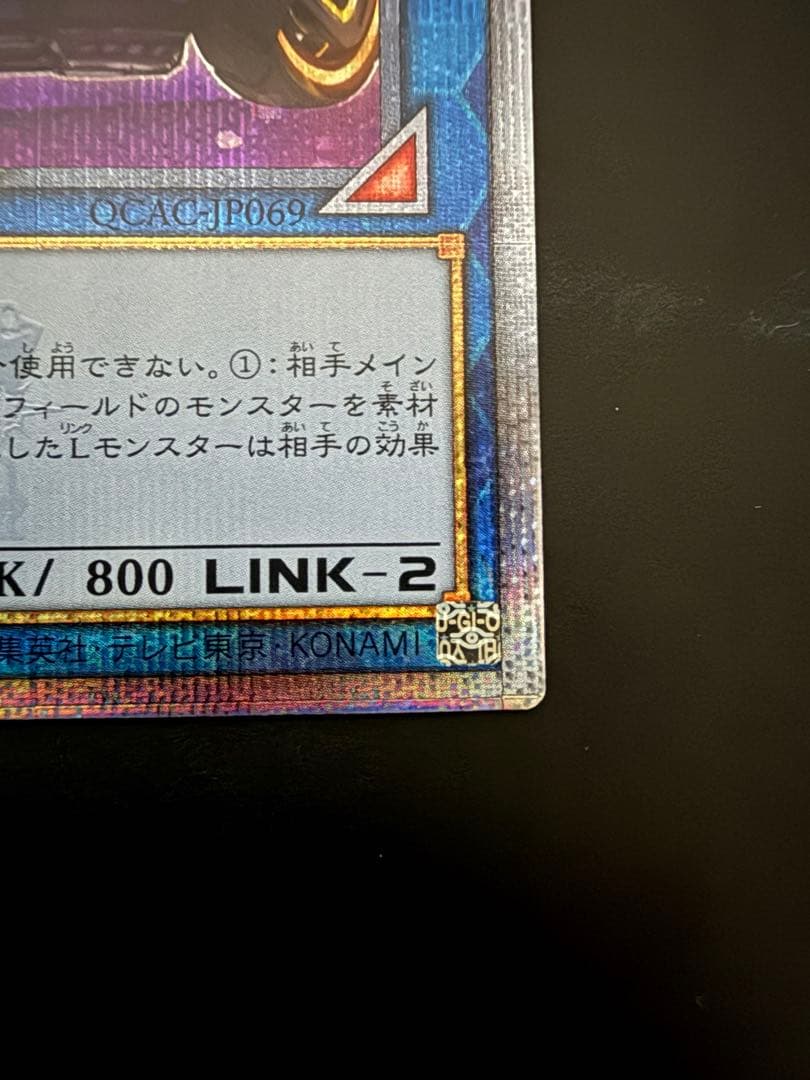 QCAC-JP069
使用できない。①：相手メイン
フィールドのモンスターを素材
したLモンスターは相手の効果
K/ 800 LINK-2
集英社・テレビ東京・KONAMI